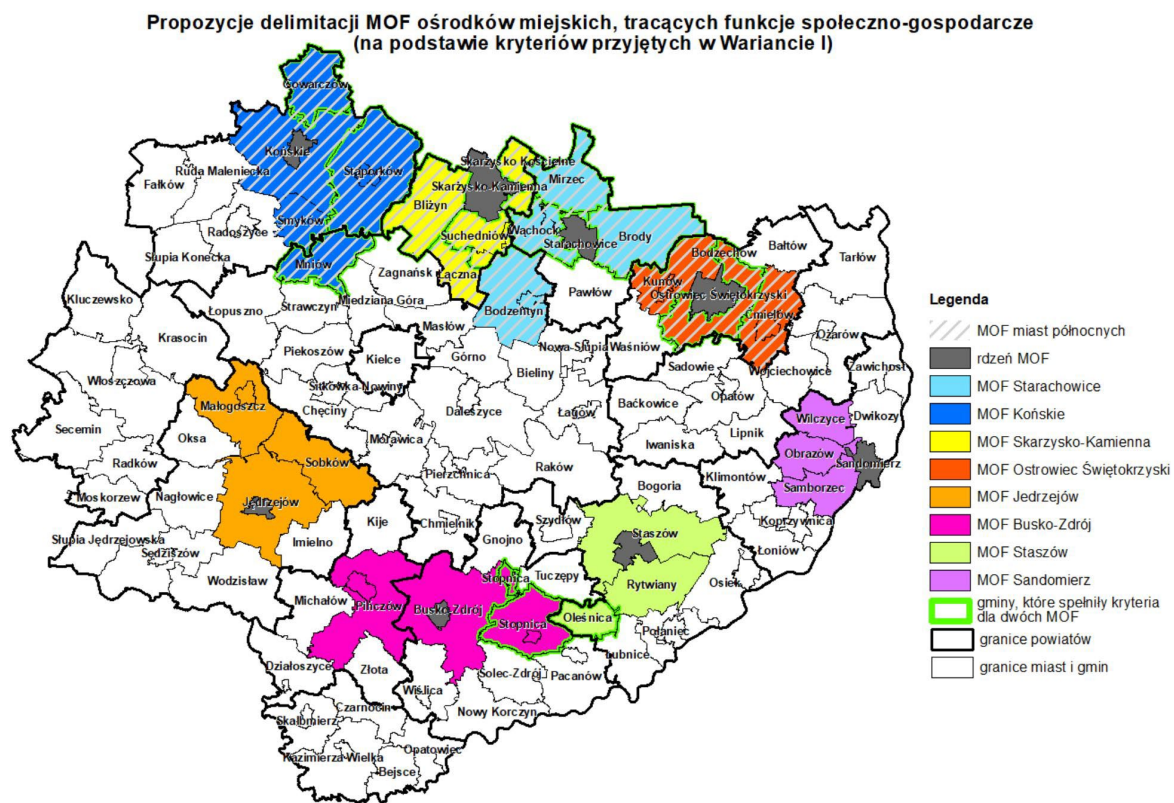 Propozycje delimitacji MOF ośrodków miejskich, tracących funkcje społeczno-gospodarcze
(na podstawie kryteriów przyjętych w Wariancie I)
Gowarczów
Końskie
Stąporków
Ruda Maleniecka
Fałków
Smyków
Radoszyce
Słupia Konecka
Mniów
Skarżysko Kościelne
Mirzec
Skarżysko-Kamienna
Bliżyn
Suchedniów
Wąchock
Starachowice
Brody
Łączna
Zagnańsk
Bodzentyn
Pawłów
Bodzechów
Bałtów
Tarłów
Kunów
Ostrowiec Świętokrzyski
Ćmielów
Ożarów
Kluczewsko
Łopuszno
Strawczyn
Miedziana Góra
Masłów
Krasocin
Piekoszów
Kielce
Górno
Nowa-Słupia
Waśniów
Sadowie
Wojciechowice
Zawichost
Włoszczowa
Małogoszcz
Sitkówka-Nowiny
Chęciny
Bieliny
Daleszyce
Łagów
Baćkowice
Opatów
Wilczyce
Dwikozy
Secemin
Oksa
Morawica
Iwaniska
Lipnik
Obrazów
Sandomierz
Radków
Sobków
Pierzchnica
Raków
Klimontów
Samborzec
Moskorzew
Nagłowice
Jędrzejów
Bogoria
Koprzywnica
Kije
Chmielnik
Szydłów
Staszów
Słupia Jędrzejowska
Sędziszów
Imielno
Gnojno
Łoniów
Wodzisław
Stopnica
Tuczępy
Rytwiany
Osiek
Michałów
Pińczów
Busko-Zdrój
Stopnica
Oleśnica
Połaniec
Łubnice
Działoszyce
Złota
Solec-Zdrój
Pacanów
Wiślica
Czarnocin
Nowy Korczyn
Skalbmierz
Kazimierza-Wielka
Opatowiec
Bejsce
Legenda
MOF miast północnych
rdzeń MOF
MOF Starachowice
MOF Końskie
MOF Skarzysko-Kamienna
MOF Ostrowiec Świętokrzyski
MOF Jedrzejów
MOF Busko-Zdrój
MOF Staszów
MOF Sandomierz
gminy, które spełniły kryteria
dla dwóch MOF
granice powiatów
granice miast i gmin